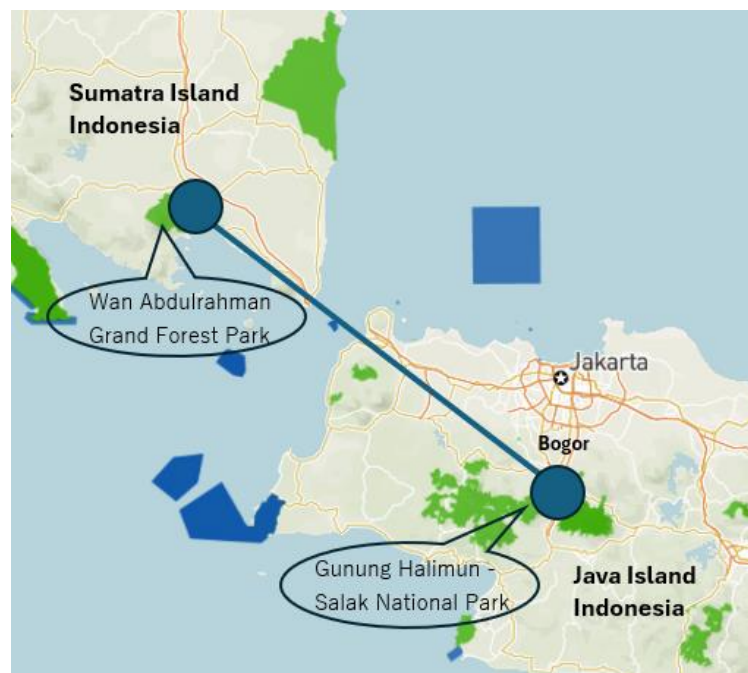 Sumatra Island
Indonesia
Wan Abdulrahman
Grand Forest Park
Jakarta
Bogor
Gunung Halimun -
Salak National Park
Java Island
Indonesia